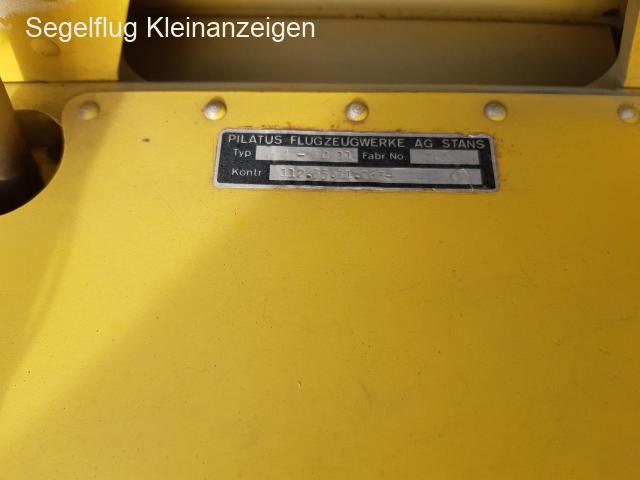 Segelflug Kleinanzeigen
PILATUS FLUGZEUGWERKE AG STANS
Typ Fabr No.
Kontr